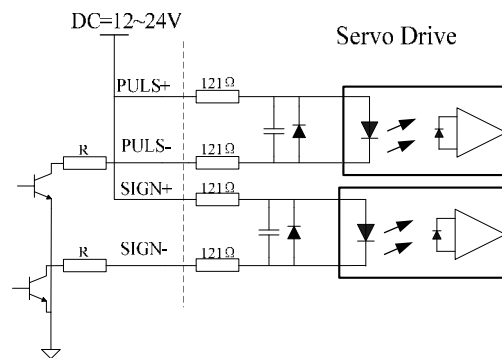 DC=12~24V
Servo Drive
PULS+
121Ω
R
PULS-
121Ω
SIGN+
121Ω
R
SIGN-
121Ω